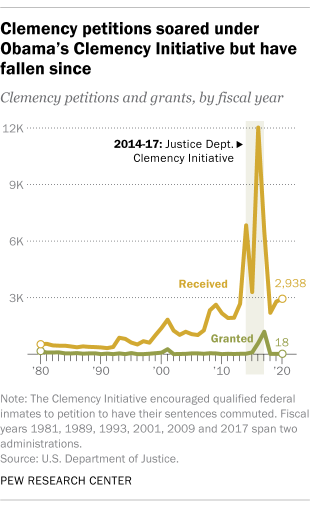 Clemency petitions soared under
Obama's Clemency Initiative but have
fallen since
Clemency petitions and grants, by fiscal year
12K
2014-17: Justice Dept.
Clemency Initiative
9K
6K
Received
2,938
3K
Granted
18
'80
'90
'00
'10
'20
Note: The Clemency Initiative encouraged qualified federal
inmates to petition to have their sentences commuted. Fiscal
years 1981, 1989, 1993, 2001, 2009 and 2017 span two
administrations.
Source: U.S. Department of Justice.
PEW RESEARCH CENTER